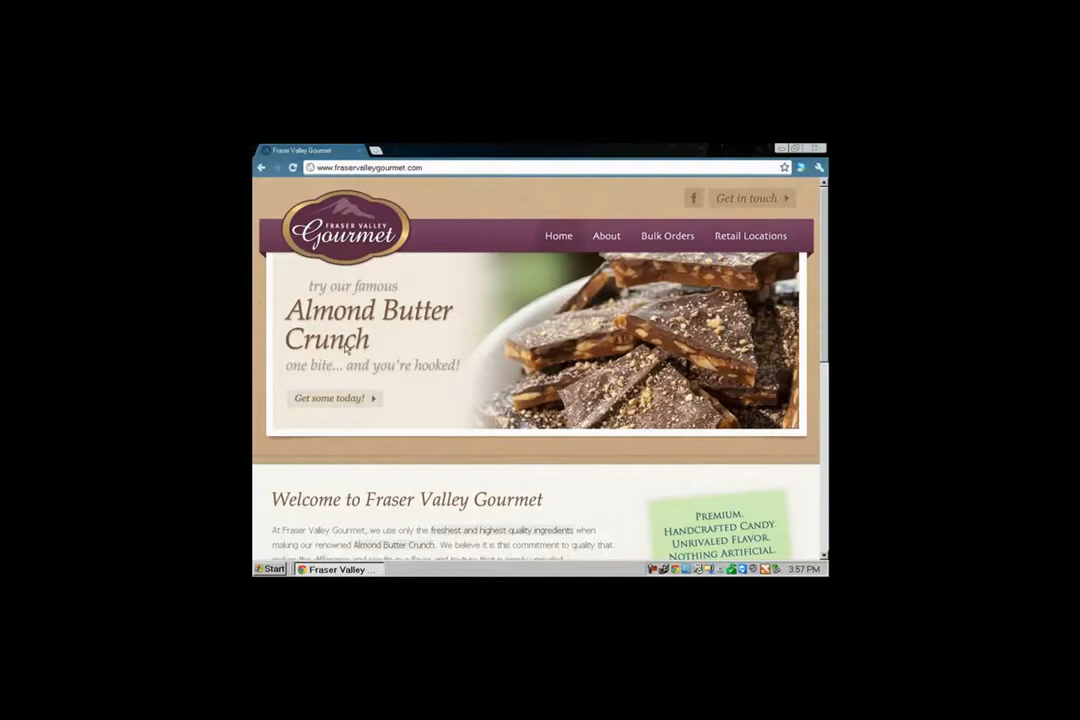 Fraser Valley Gourmet
www.fraservalleygourmet.com
f
Get in touch
FRASER VALLEY
Gourmet
Home About Bulk Orders Retail Locations
try our famous
Almond Butter
Crunch
one bite... and you're hooked!
Get some today!
Welcome to Fraser Valley Gourmet
At Fraser Valley Gourmet, we use only the freshest and highest quality ingredients when
making our renowned Almond Butter Crunch. We believe it is this commitment to quality that
PREMIUM.
HANDCRAFTED CANDY.
UNRIVALED FLAVOR.
NOTHING ARTIFICIAL.
Start
Fraser Valley ...
3:57 PM